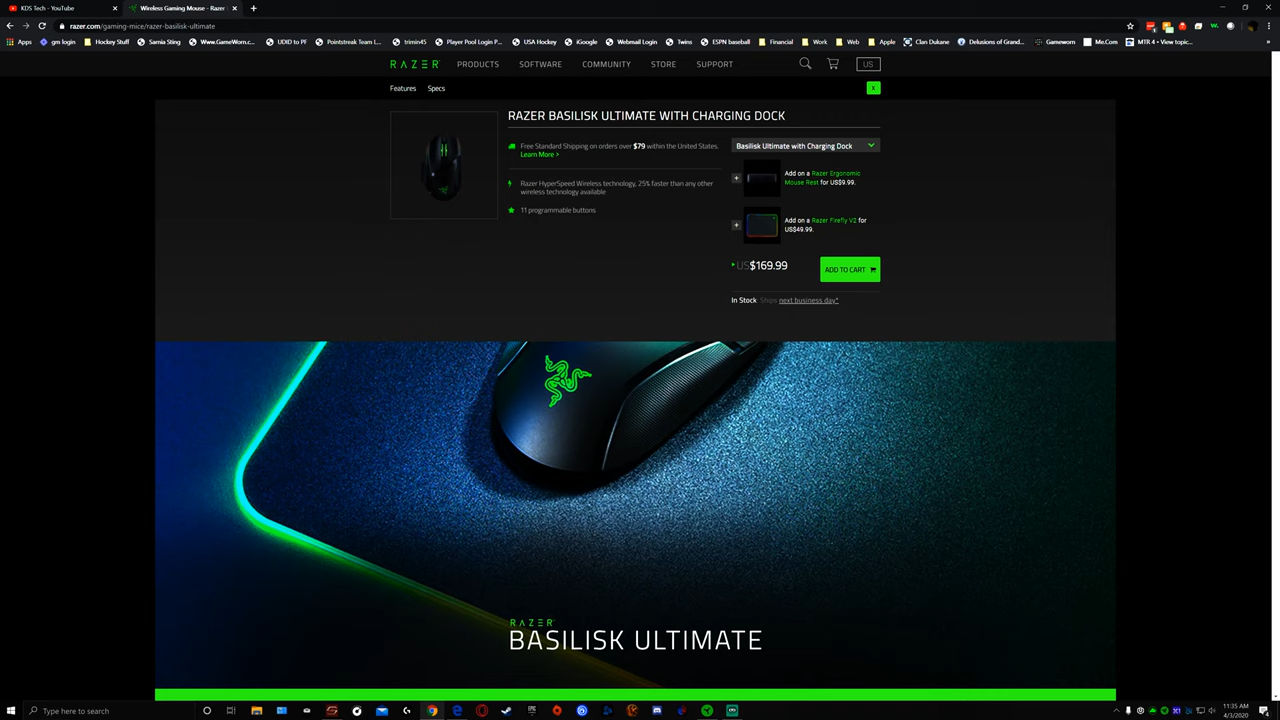 KDS Tech - YouTube
Wireless Gaming Mouse - Razer
razer.com/gaming-mice/razer-basilisk-ultimate
Apps
gm login
Hockey Stuff
Sarnia Sting
Www.GameWorn.c...
UDID to PF
Pointstreak Team L...
trimin45
Player Pool Login P...
USA Hockey
iGoogle
Webmail Login
Twins
ESPN baseball
Financial
Work
Web
Apple
Clan Dukane
Delusions of Grand...
Gameworn
Me.Com
MTR 4 • View topic...
RAZER
PRODUCTS
SOFTWARE
COMMUNITY
STORE
SUPPORT
US
Features
Specs
X
RAZER BASILISK ULTIMATE WITH CHARGING DOCK
Free Standard Shipping on orders over $79 within the United States.
Learn More >
Razer HyperSpeed Wireless technology, 25% faster than any other
wireless technology available
11 programmable buttons
Basilisk Ultimate with Charging Dock
+
Add on a Razer Ergonomic
Mouse Rest for US$9.99.
+
Add on a Razer Firefly V2 for
US$49.99.
US$169.99
ADD TO CART
In Stock Ships next business day*
RAZER
BASILISK ULTIMATE
Type here to search
EPIC
11:35 AM
4/3/2020